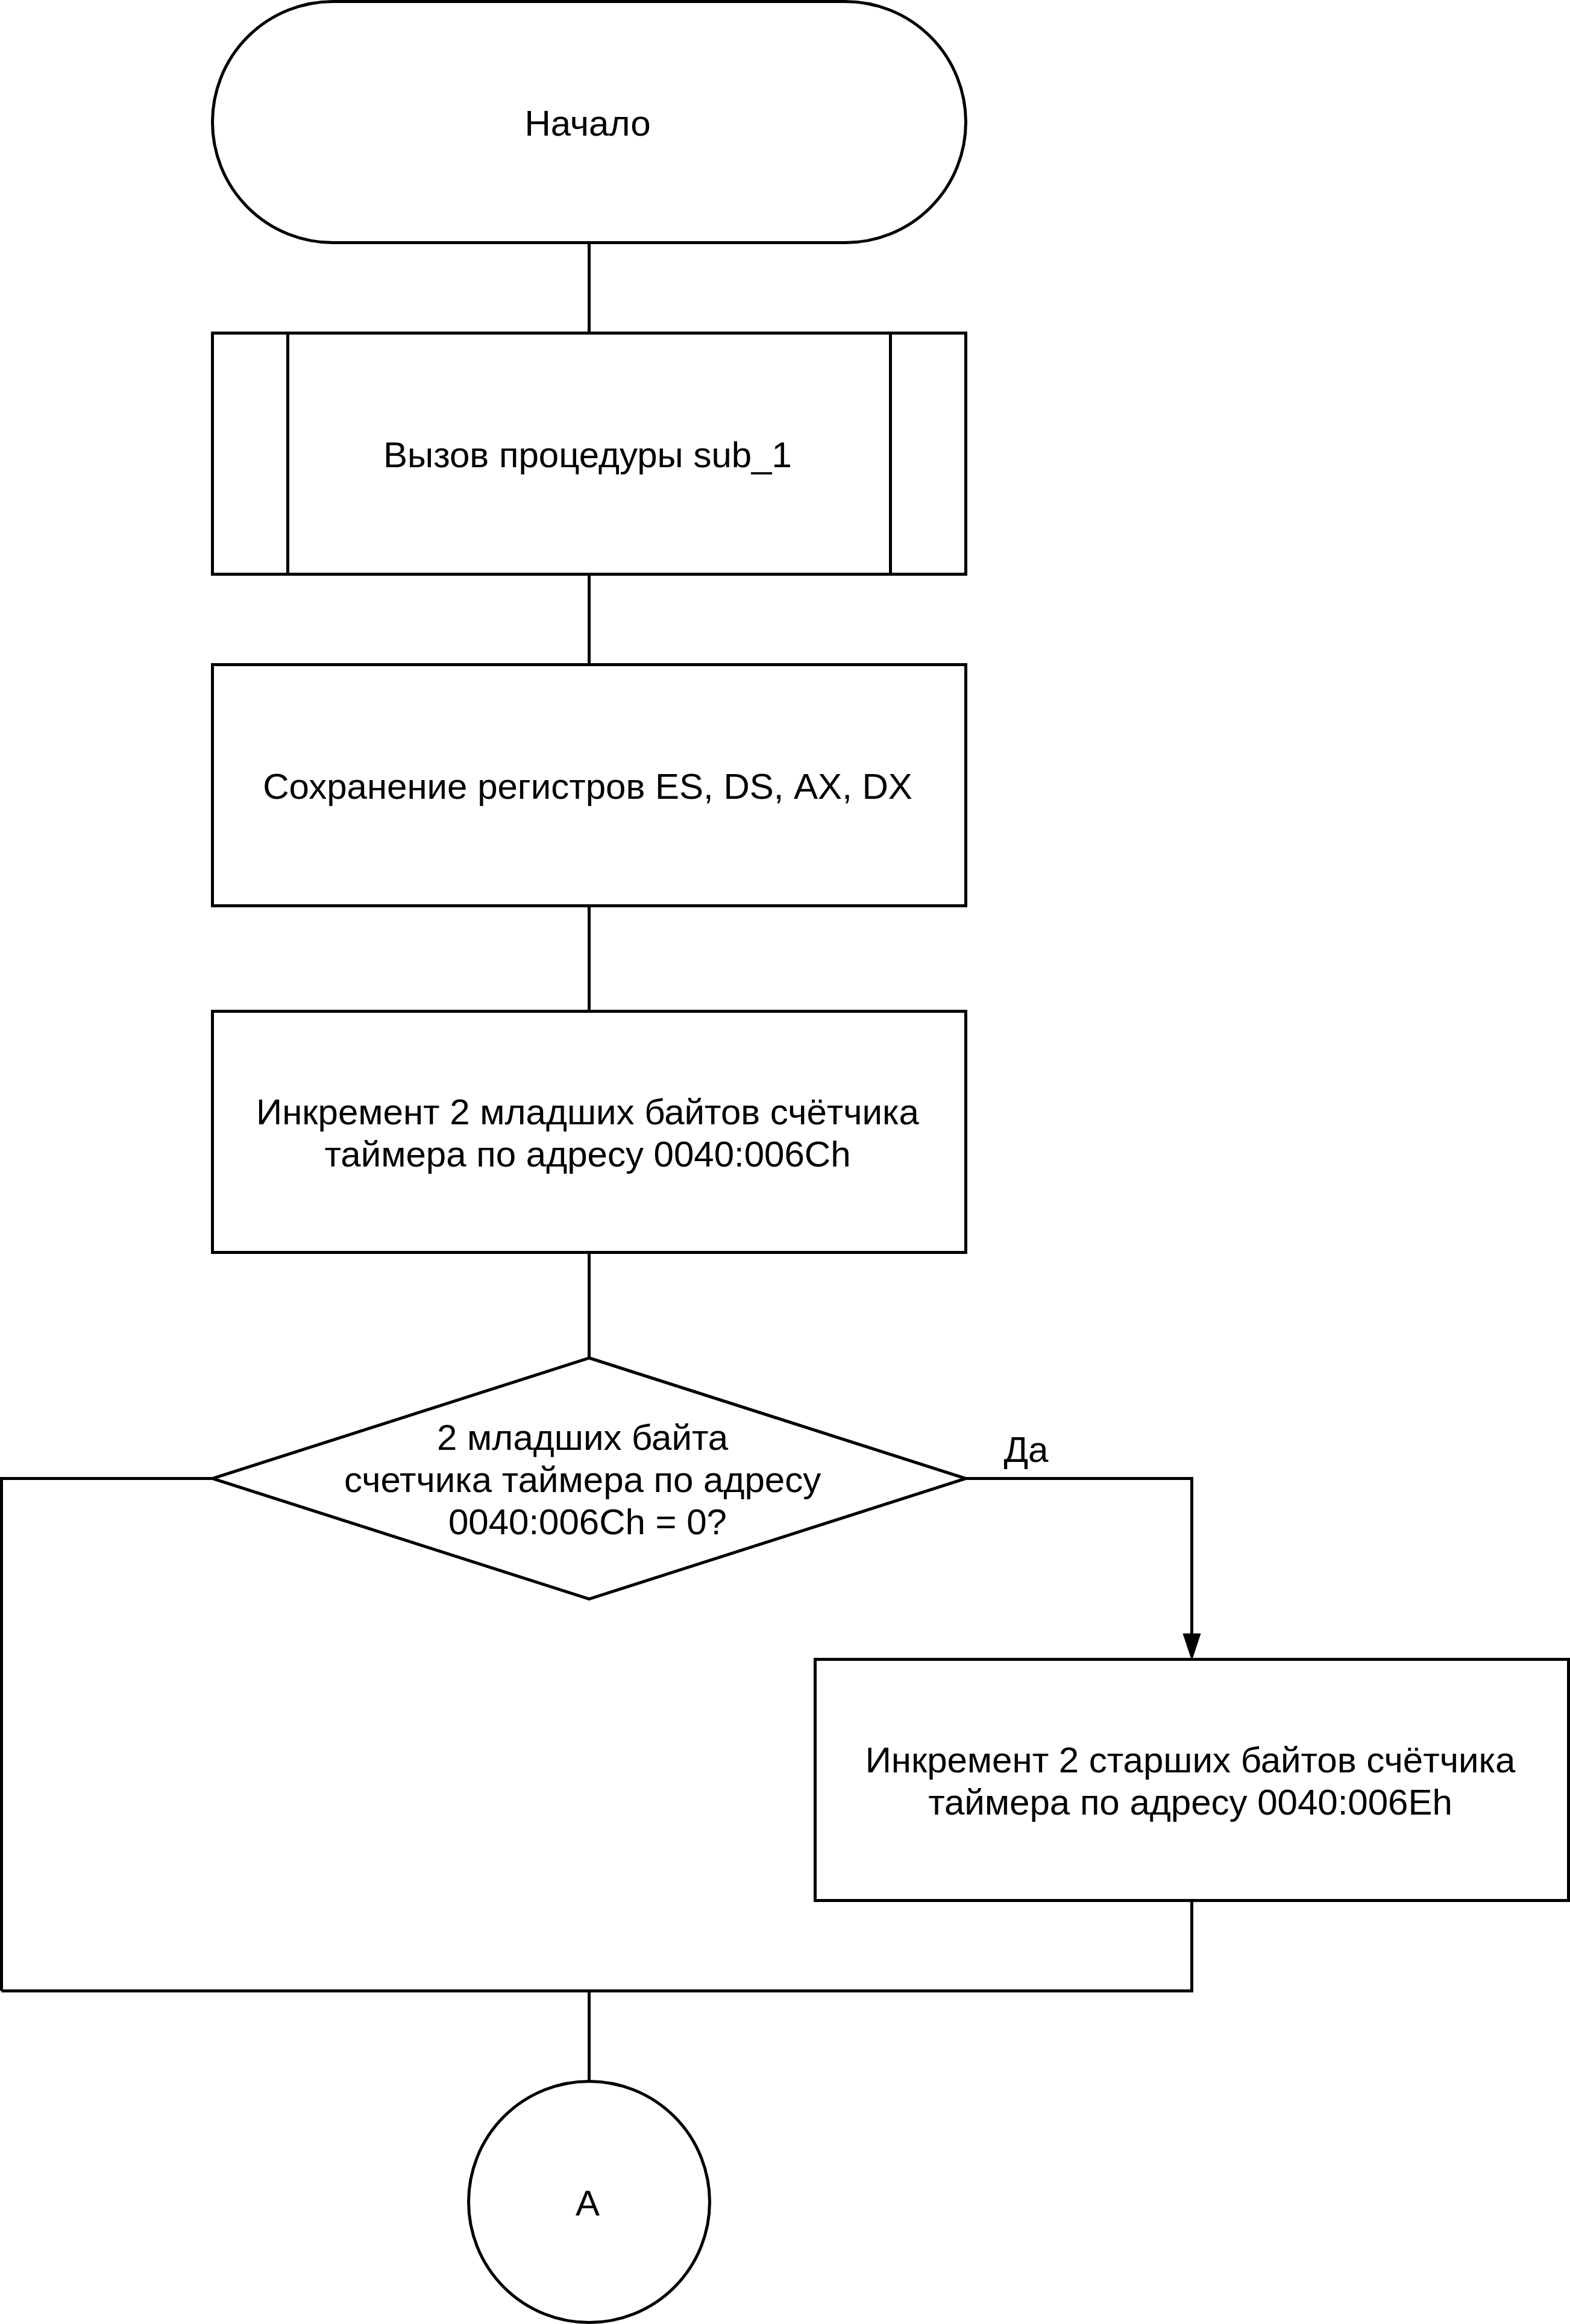 Начало
Вызов процедуры sub_1
Сохранение регистров ES, DS, AX, DX
Инкремент 2 младших байтов счётчика
таймера по адресу 0040:006Ch
2 младших байта
счетчика таймера по адресу
0040:006Ch = 0?
Да
Инкремент 2 старших байтов счётчика
таймера по адресу 0040:006Eh
A